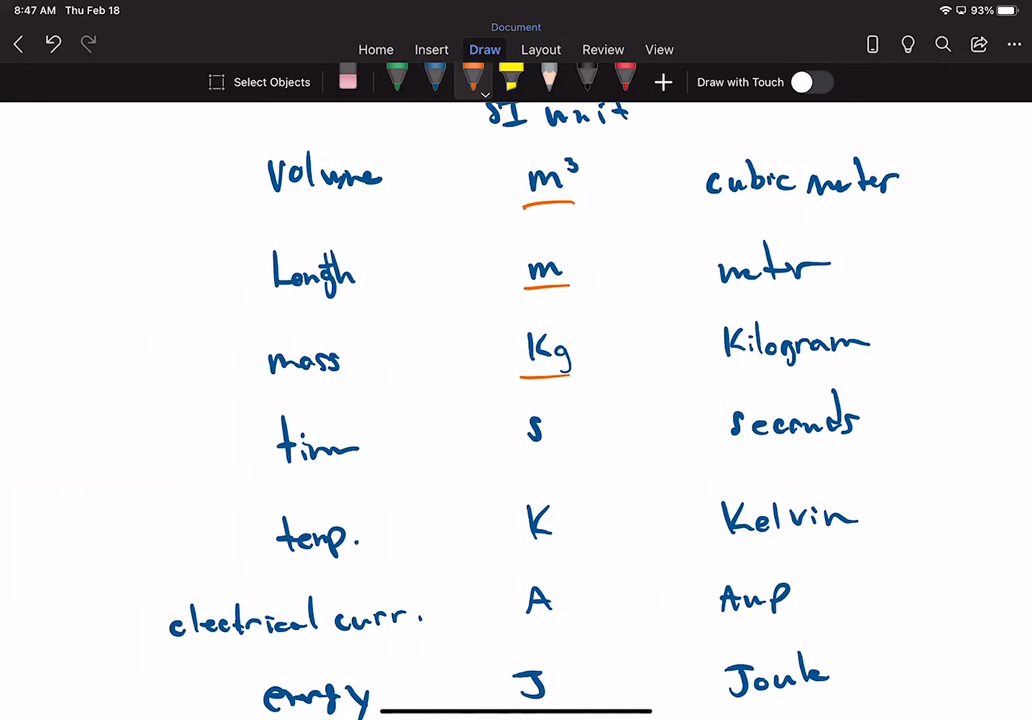 8:47 AM Thu Feb 18 93%
Document
Home Insert Draw Layout Review View
Select Objects Draw with Touch
SI unit
Volume m³ cubic meter
Length m meter
mass Kg Kilogram
time s seconds
temp. K Kelvin
electrical curr. A Amp
energy J Joule